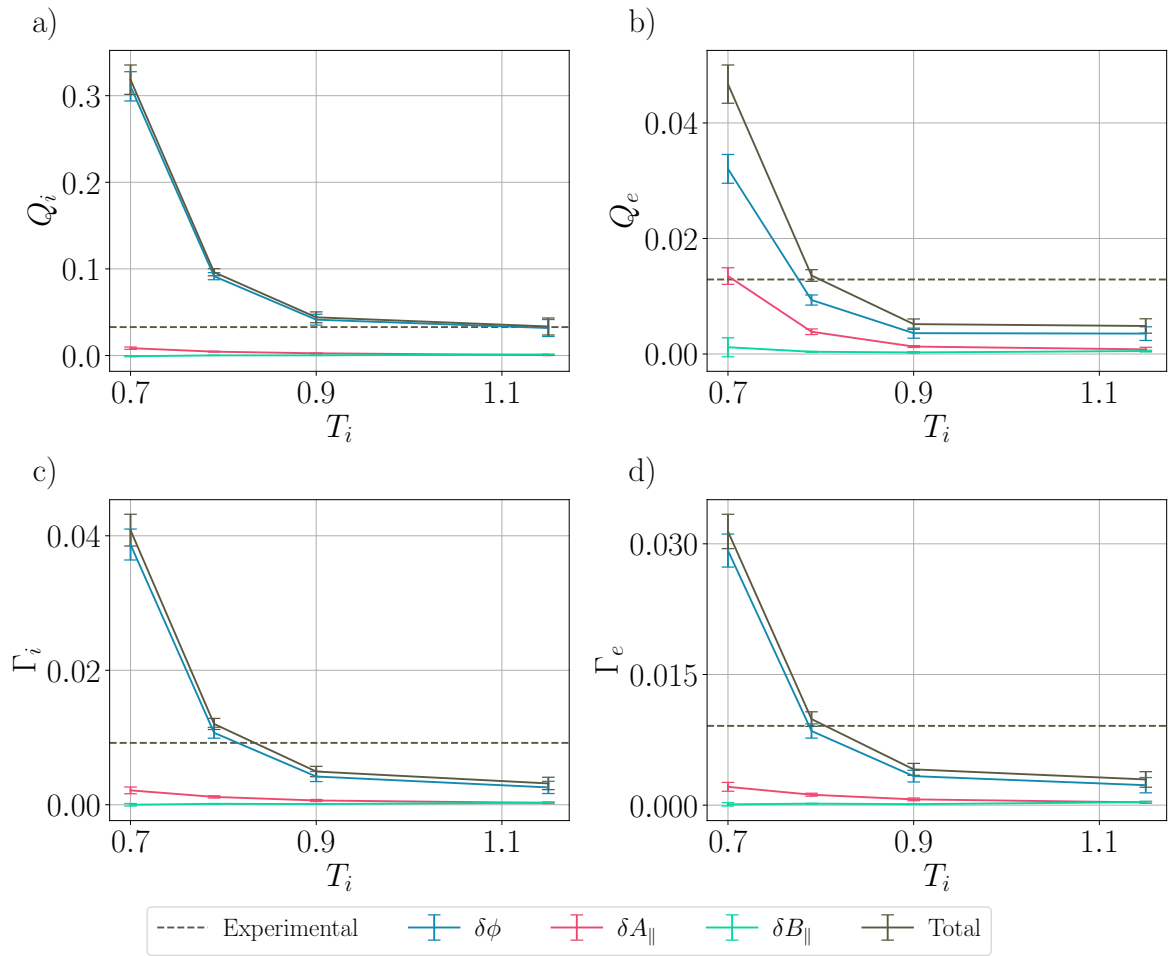 a)
0.3
0.2
0.1
0.0
Q_i
0.7 0.9 1.1
T_i
b)
0.04
0.02
0.00
Q_e
0.7 0.9 1.1
T_i
c)
0.04
0.02
0.00
Γ_i
0.7 0.9 1.1
T_i
d)
0.030
0.015
0.000
Γ_e
0.7 0.9 1.1
T_i
Experimental δϕ δA_∥ δB_∥ Total